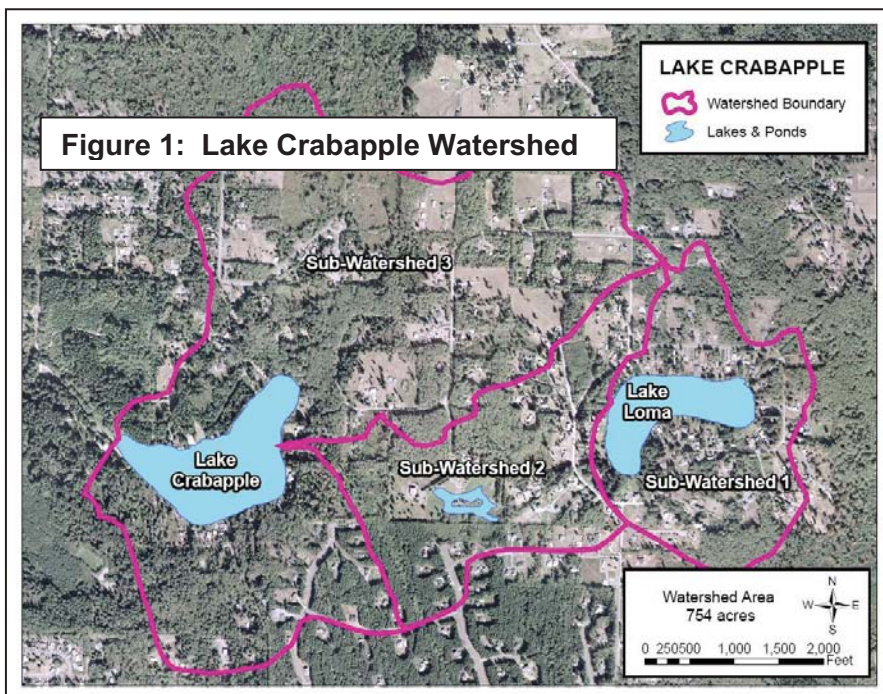 LAKE CRABAPPLE
Watershed Boundary
Lakes & Ponds
Figure 1: Lake Crabapple Watershed
Sub-Watershed 3
Lake
Loma
Sub-Watershed 2
Lake
Crabapple
Sub-Watershed 1
Watershed Area
754 acres
N
W E
S
0 250500 1,000 1,500 2,000
Feet